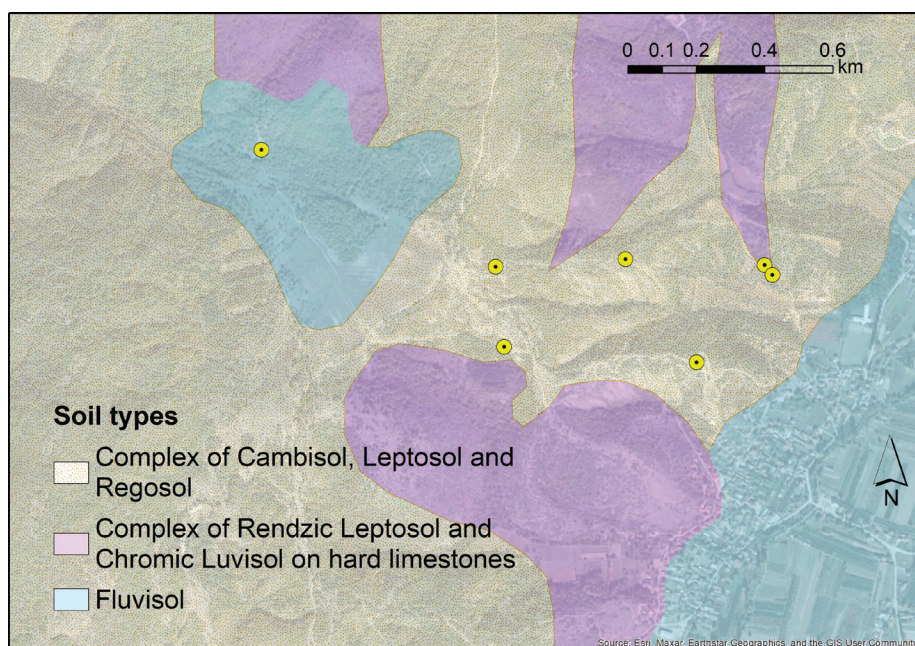 0 0.1 0.2 0.4 0.6
km
Soil types
Complex of Cambisol, Leptosol and
Regosol
Complex of Rendzic Leptosol and
Chromic Luvisol on hard limestones
Fluvisol
N
Source: Esri, Maxar, Earthstar Geographics, and the GIS User Community